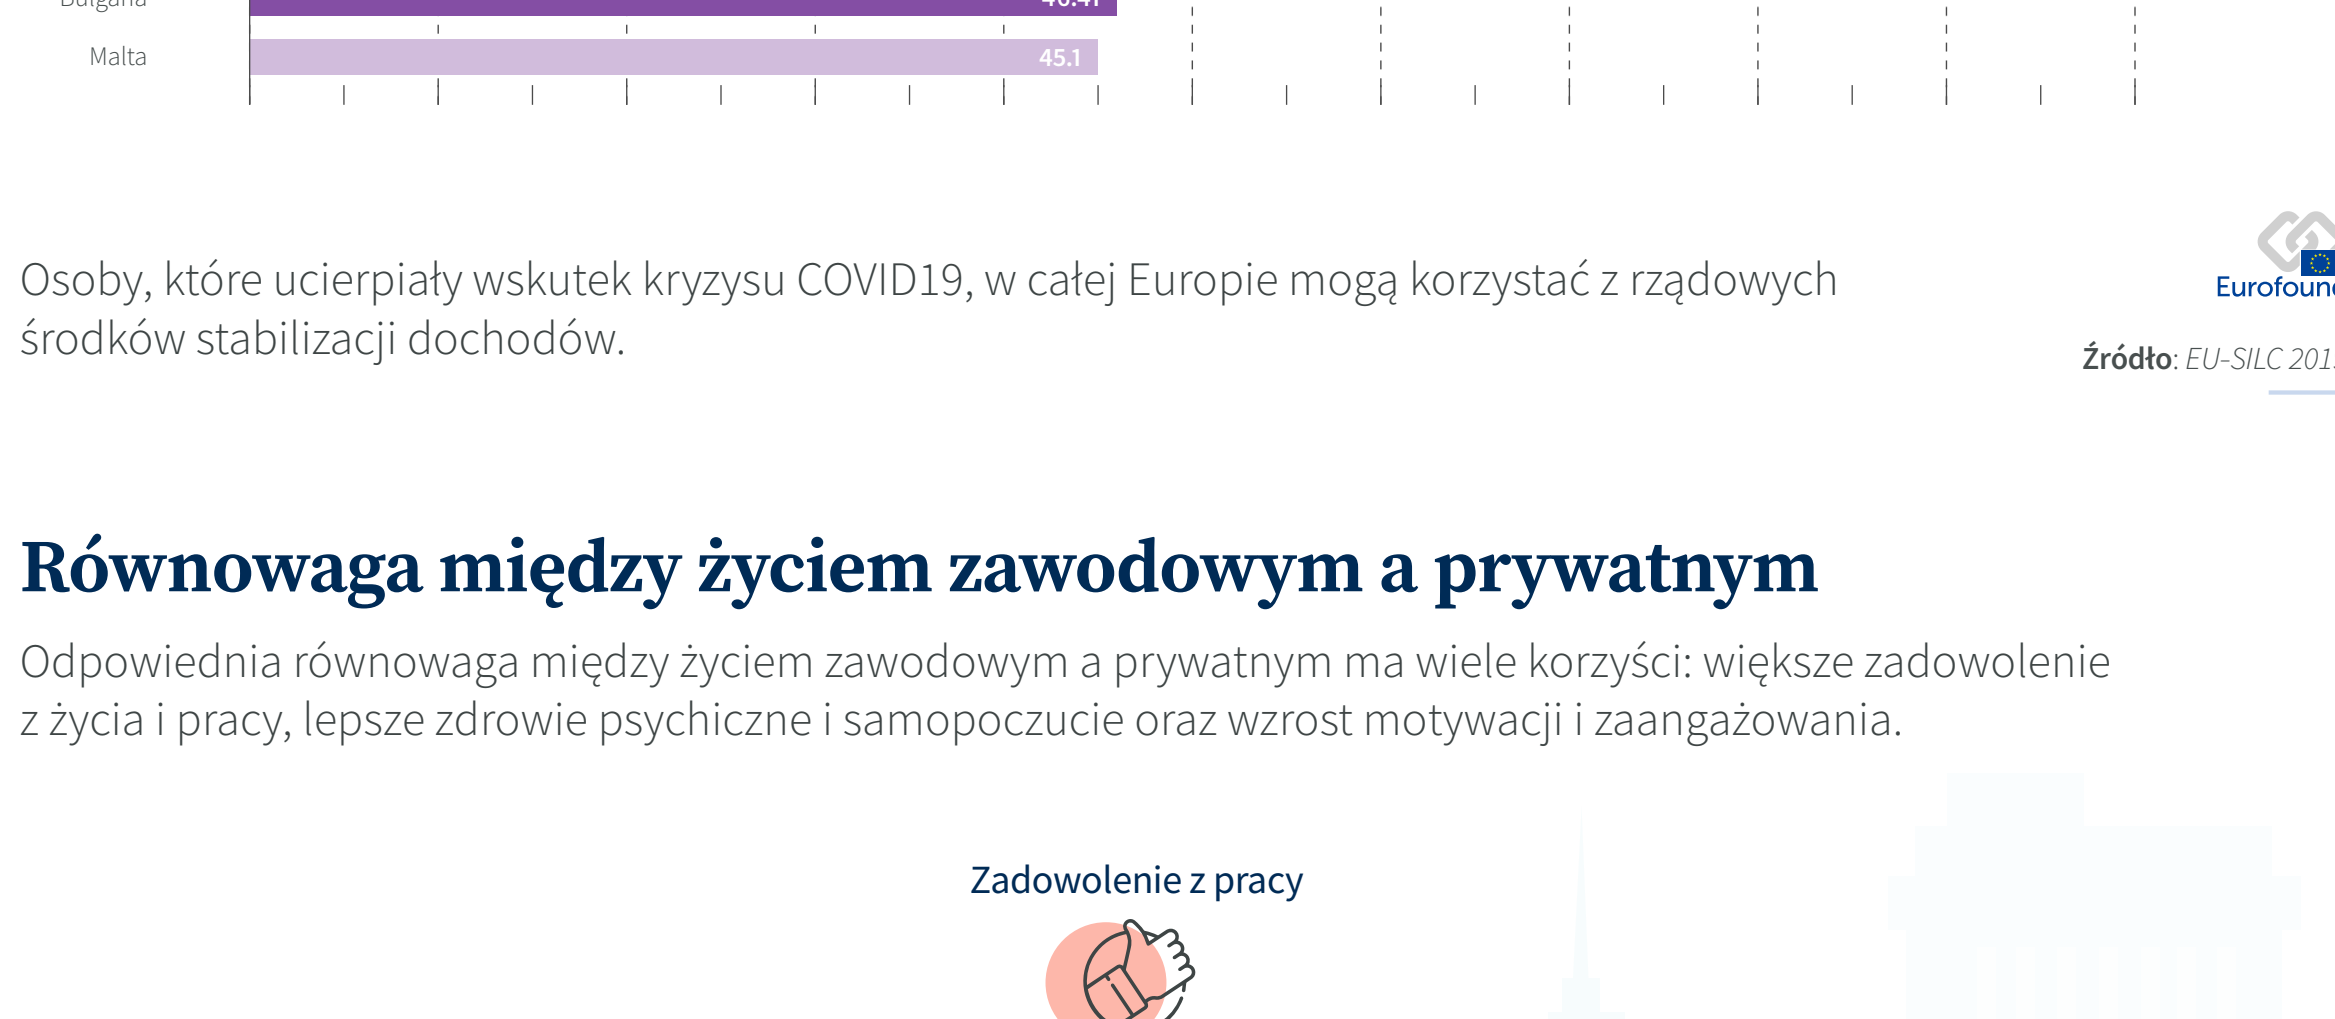 Malta
45.1
Osoby, które ucierpiały wskutek kryzysu COVID19, w całej Europie mogą korzystać z rządowych
środków stabilizacji dochodów.
Źródło: EU-SILC
Równowaga między życiem zawodowym a prywatnym
Odpowiednia równowaga między życiem zawodowym a prywatnym ma wiele korzyści: większe zadowolenie
z życia i pracy, lepsze zdrowie psychiczne i samopoczucie oraz wzrost motywacji i zaangażowania.
Zadowolenie z pracy